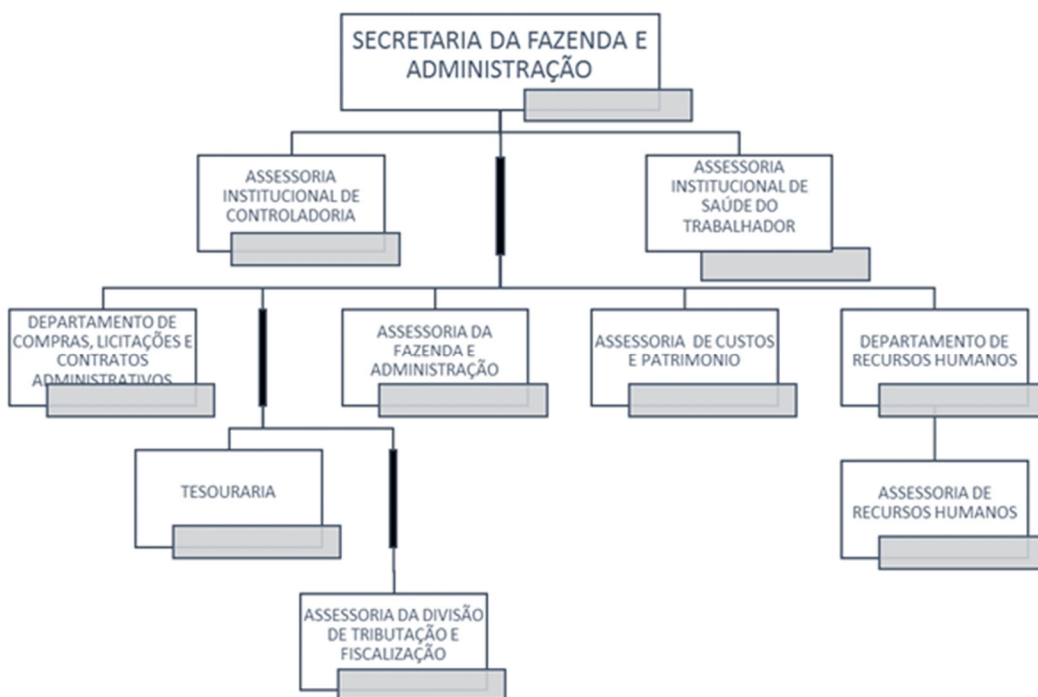 SECRETARIA DA FAZENDA E
ADMINISTRAÇÃO
ASSESSORIA
INSTITUCIONAL DE
CONTROLADORIA
ASSESSORIA
INSTITUCIONAL DE
SAÚDE DO
TRABALHADOR
DEPARTAMENTO DE
COMPRAS, LICITAÇÕES E
CONTRATOS
ADMINISTRATIVOS
ASSESSORIA DA
FAZENDA E
ADMINISTRAÇÃO
ASSESSORIA DE CUSTOS
E PATRIMONIO
DEPARTAMENTO DE
RECURSOS HUMANOS
TESOURARIA
ASSESSORIA DE
RECURSOS HUMANOS
ASSESSORIA DA DIVISÃO
DE TRIBUTAÇÃO E
FISCALIZAÇÃO